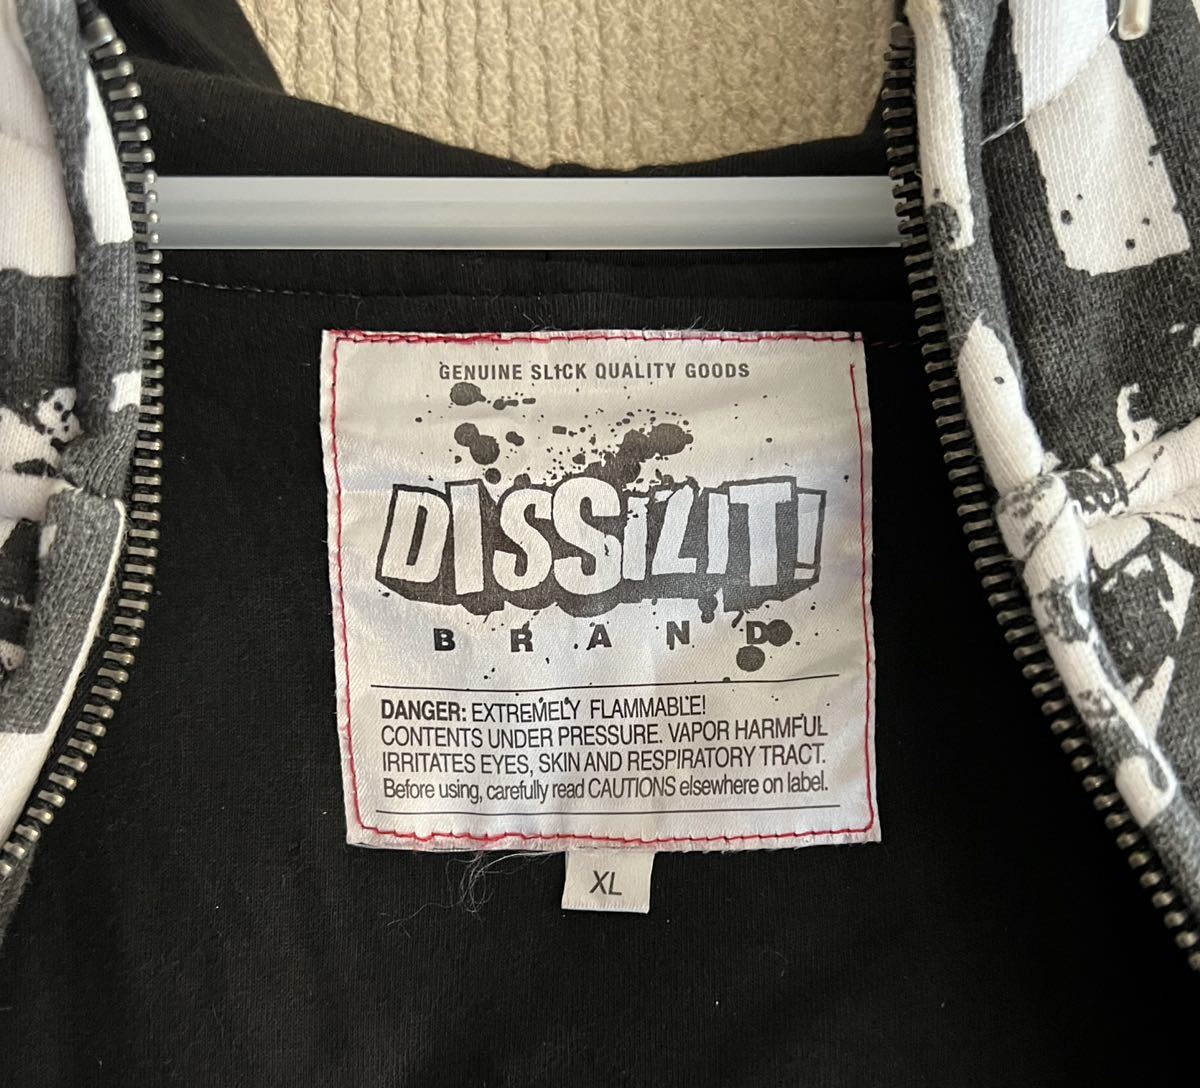 GENUINE SLICK QUALITY GOODS
DISSIZIT!
BRAND
DANGER: EXTREMELY FLAMMABLE!
CONTENTS UNDER PRESSURE. VAPOR HARMFUL
IRRITATES EYES, SKIN AND RESPIRATORY TRACT.
Before using, carefully read CAUTIONS elsewhere on label.
XL